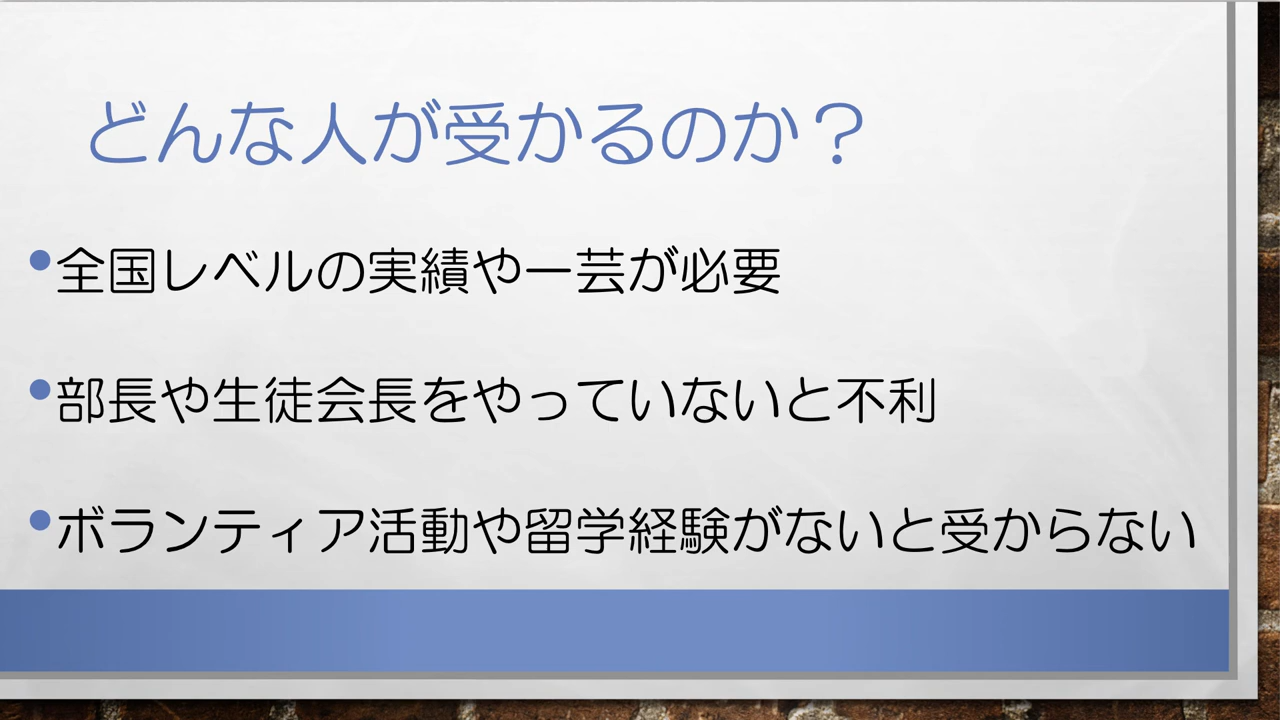 どんな人が受かるのか？
•全国レベルの実績や一芸が必要
•部長や生徒会長をやっていないと不利
•ボランティア活動や留学経験がないと受からない